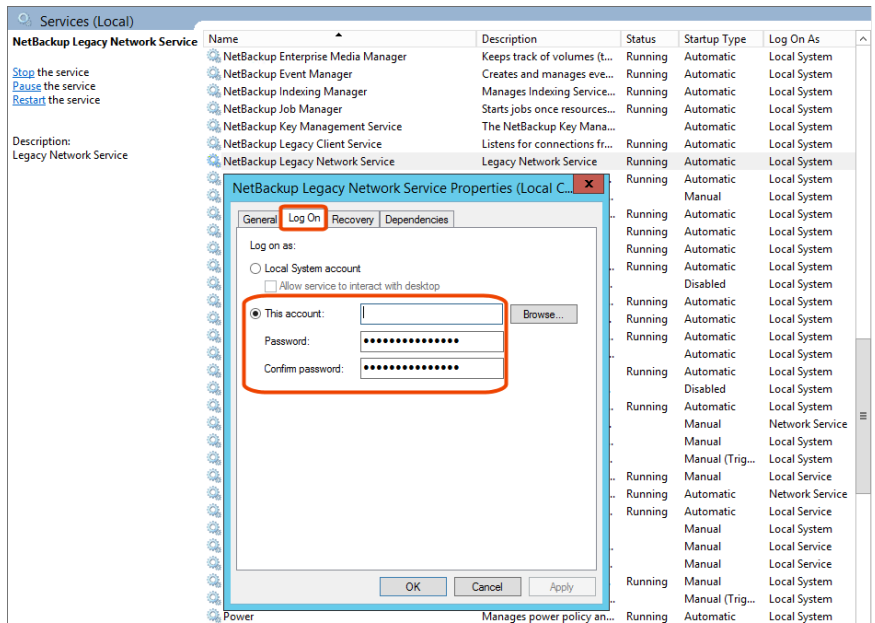 Services (Local)
NetBackup Legacy Network Service
Stop the service
Pause the service
Restart the service
Description:
Legacy Network Service
Name Description Status Startup Type Log On As
NetBackup Enterprise Media Manager Keeps track of volumes (t... Running Automatic Local System
NetBackup Event Manager Creates and manages eve... Running Automatic Local System
NetBackup Indexing Manager Manages Indexing Service... Running Automatic Local System
NetBackup Job Manager Starts jobs once resources... Running Automatic Local System
NetBackup Key Management Service The NetBackup Key Mana... Automatic Local System
NetBackup Legacy Client Service Listens for connections fr... Running Automatic Local System
NetBackup Legacy Network Service Legacy Network Service Running Automatic Local System
Running Automatic Local System
Manual Local System
Running Automatic Local System
Running Automatic Local System
Running Automatic Local System
Running Automatic Local System
Disabled Local System
Running Automatic Local System
Running Automatic Local System
Running Automatic Local System
Automatic Local System
Running Automatic Local System
Disabled Local System
Running Automatic Local System
Manual Network Service
Manual Local System
Manual (Trig... Local System
Running Manual Local Service
Running Automatic Network Service
Running Automatic Local Service
Manual Local System
Manual Local Service
Manual Local Service
Running Manual Local System
Manual (Trig... Local System
Power Manages power policy an... Running Automatic Local System
NetBackup Legacy Network Service Properties (Local C...
General Log On Recovery Dependencies
Log on as:
Local System account
Allow service to interact with desktop
This account: Browse...
Password: •••••••••••••••
Confirm password: •••••••••••••••
OK Cancel Apply